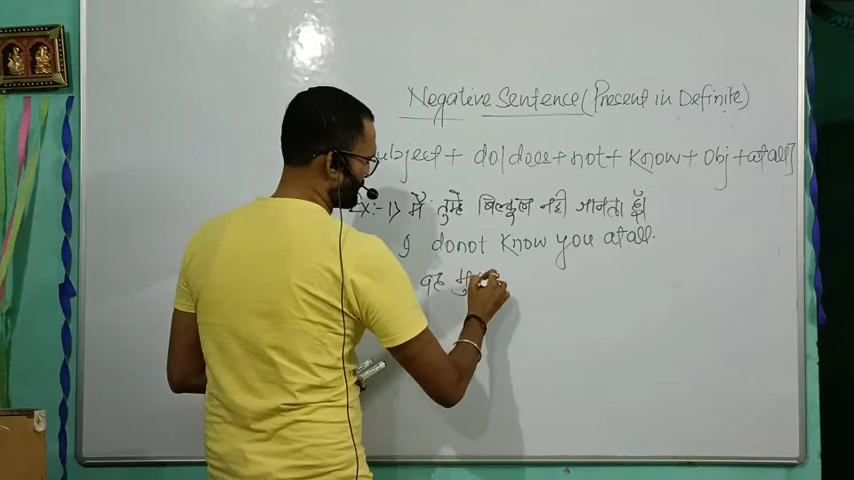 Negative Sentence (Present in Definite)
ubject + do/does + not + know + Obj + at all]
Ex:-1> मै तुम्हे बिल्कुल नही जानता हूँ
I donot know you at all.
वह मु